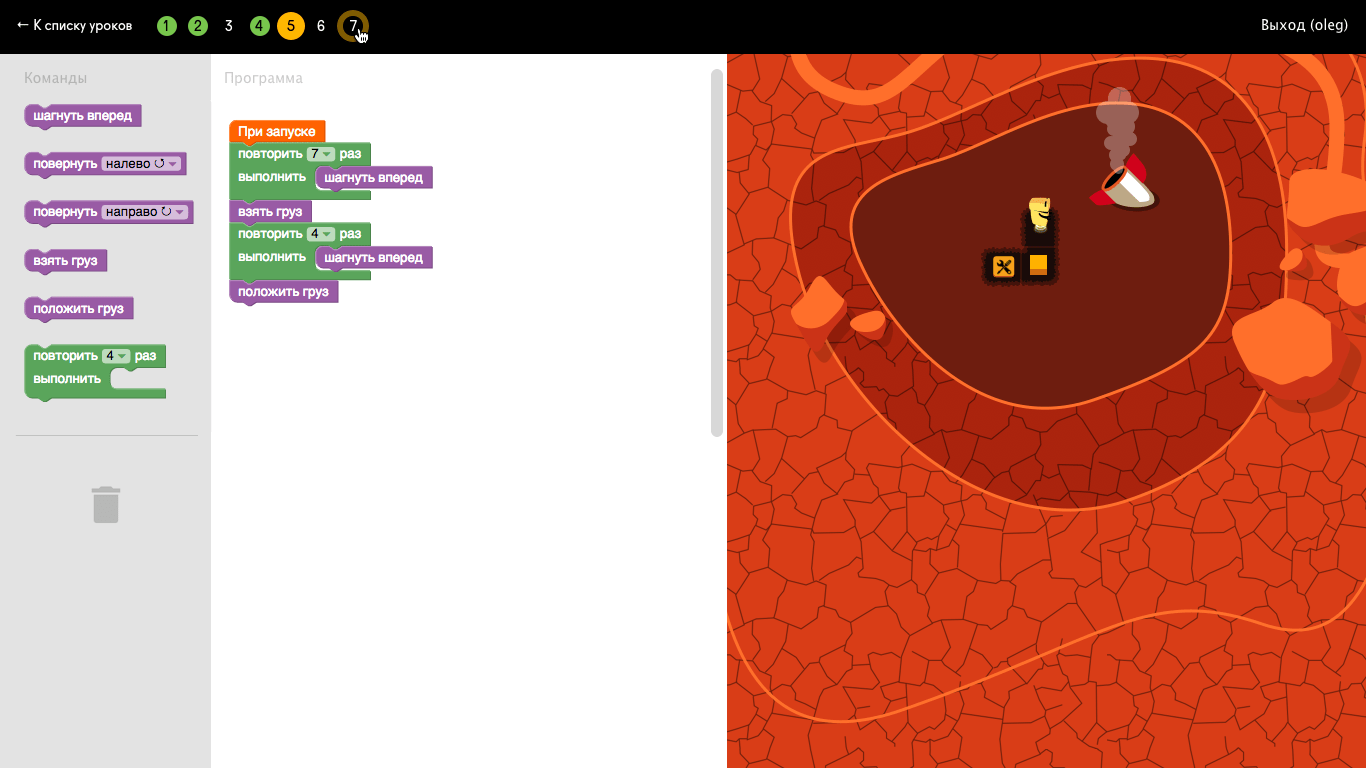 ← К списку уроков 1 2 3 4 5 6 7 Выход (oleg)
Команды
шагнуть вперед
повернуть налево
повернуть направо
взять груз
положить груз
повторить 4 раз
выполнить
Программа
При запуске
повторить 7 раз
выполнить шагнуть вперед
взять груз
повторить 4 раз
выполнить шагнуть вперед
положить груз